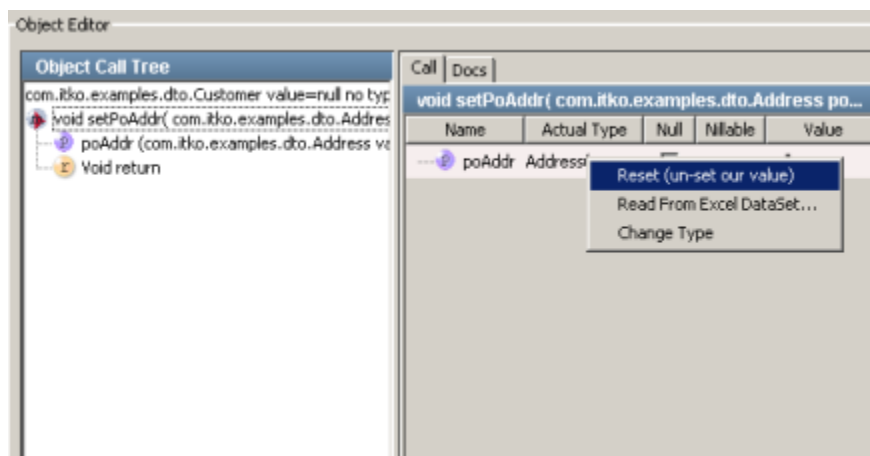 Object Editor
Object Call Tree
com.itko.examples.dto.Customer value=null no typ
void setPoAddr( com.itko.examples.dto.Addres
poAddr (com.itko.examples.dto.Address va
r Void return
Call Docs
void setPoAddr( com.itko.examples.dto.Address po...
Name Actual Type Null Nillable Value
P poAddr Address(
Reset (un-set our value)
Read From Excel DataSet...
Change Type